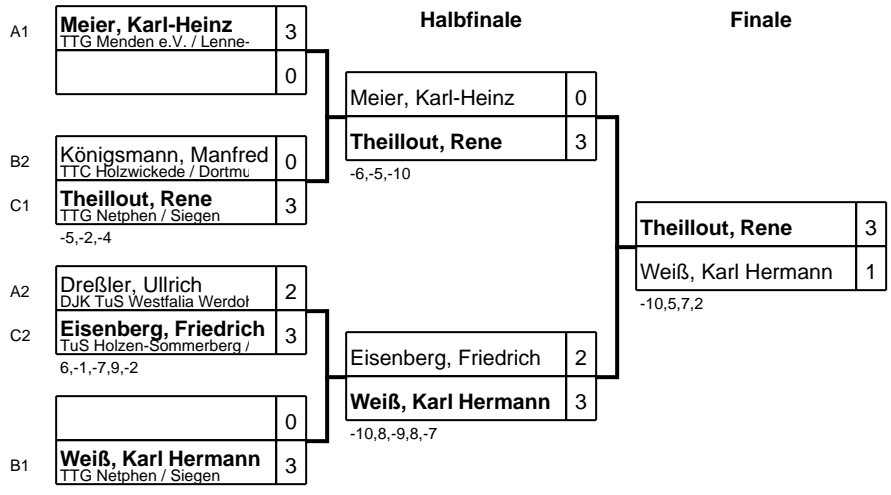 Halbfinale
Finale
A1
Meier, Karl-Heinz 3
TTG Menden e.V. / Lenne-
0
Meier, Karl-Heinz 0
Theillout, Rene 3
-6,-5,-10
B2
Königsmann, Manfred 0
TTC Holzwickede / Dortmu
C1
Theillout, Rene 3
TTG Netphen / Siegen
-5,-2,-4
Theillout, Rene 3
Weiß, Karl Hermann 1
-10,5,7,2
A2
Dreßler, Ullrich 2
DJK TuS Westfalia Werdoh
C2
Eisenberg, Friedrich 3
TuS Holzen-Sommerberg /
6,-1,-7,9,-2
Eisenberg, Friedrich 2
Weiß, Karl Hermann 3
-10,8,-9,8,-7
0
B1
Weiß, Karl Hermann 3
TTG Netphen / Siegen